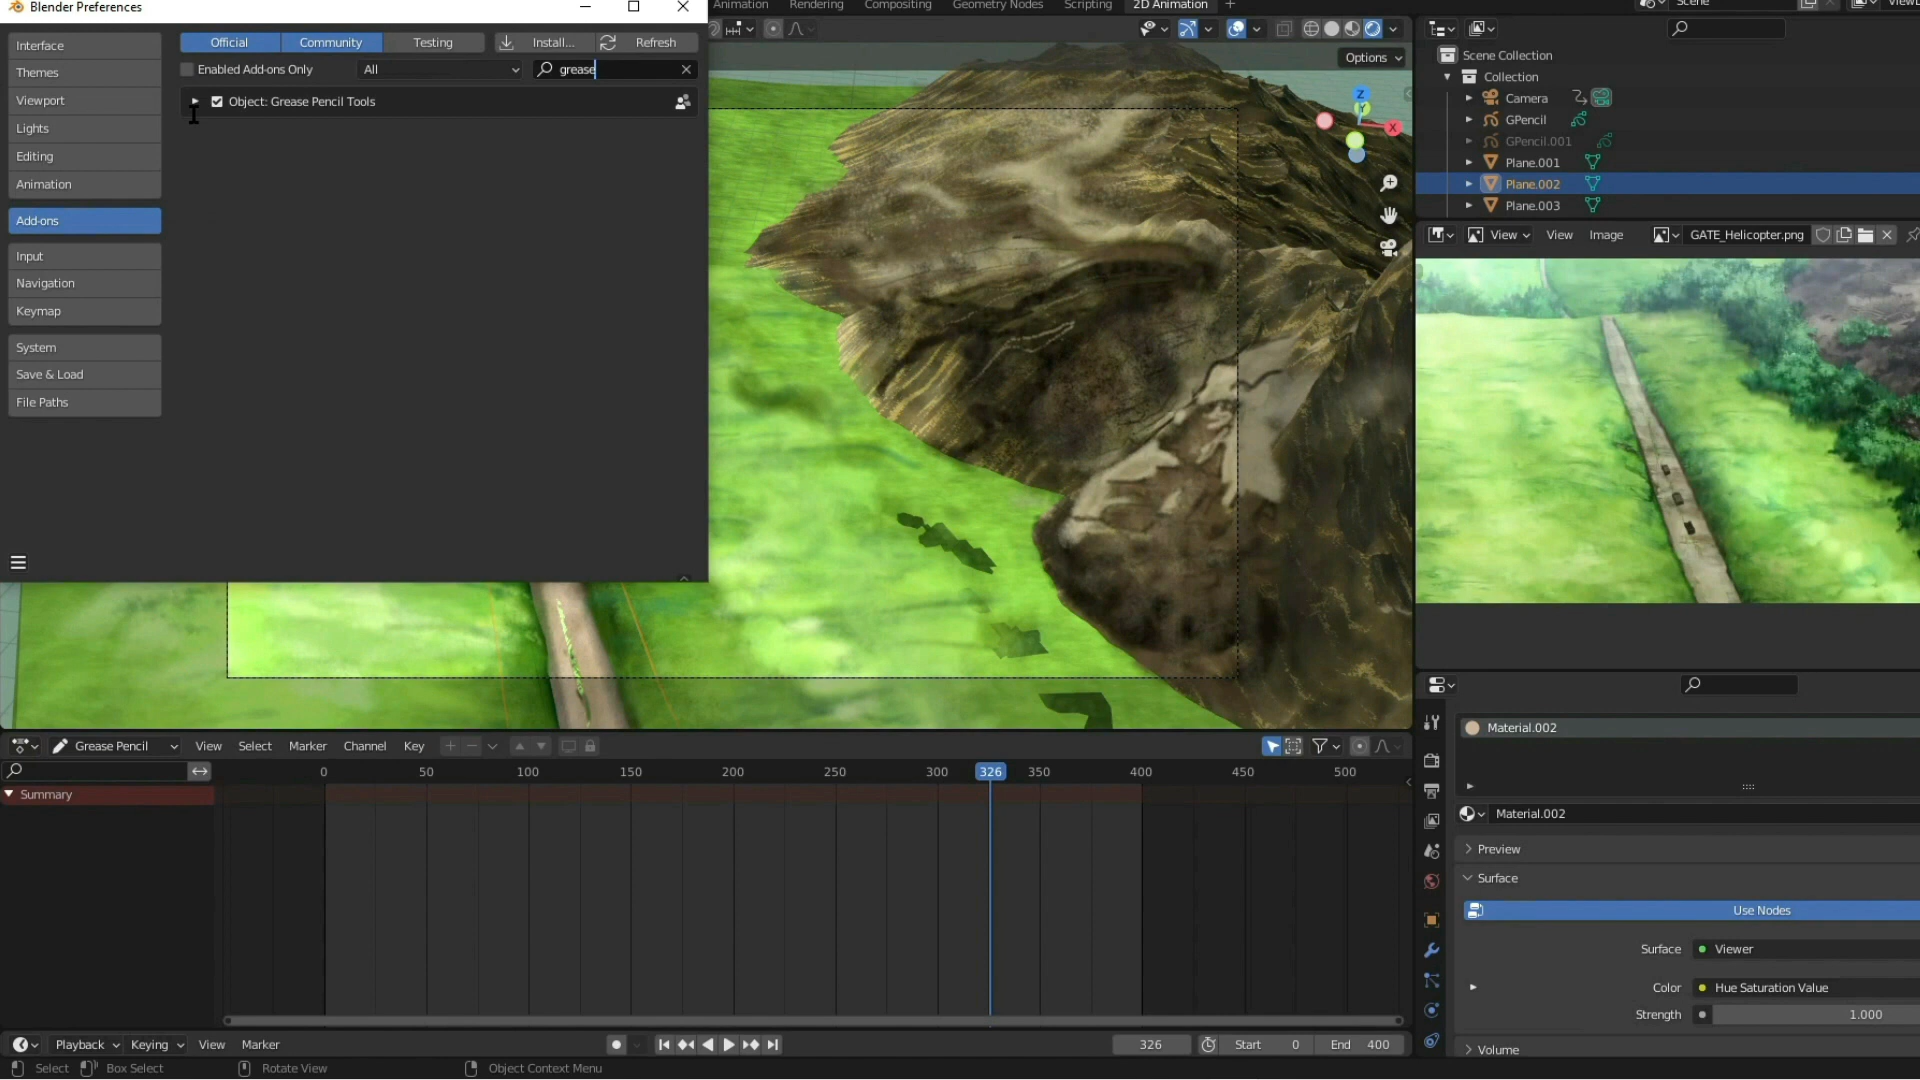 Blender Preferences
Animation Rendering Compositing Geometry Nodes Scripting 2D Animation + Scene
Interface
Themes
Viewport
Lights
Editing
Animation
Add-ons
Input
Navigation
Keymap
System
Save & Load
File Paths
Official Community Testing Install... Refresh
Enabled Add-ons Only All grease
Object: Grease Pencil Tools
Options
Z
Y
X
Scene Collection
Collection
Camera
GPencil
GPencil.001
Plane.001
Plane.002
Plane.003
View View Image GATE_Helicopter.png
Material.002
Material.002
Preview
Surface
Use Nodes
Surface Viewer
Color Hue Saturation Value
Strength 1.000
Volume
Grease Pencil View Select Marker Channel Key
0 50 100 150 200 250 300 326 350 400 450 500
Summary
Playback Keying View Marker 326 Start 0 End 400
Select Box Select Rotate View Object Context Menu